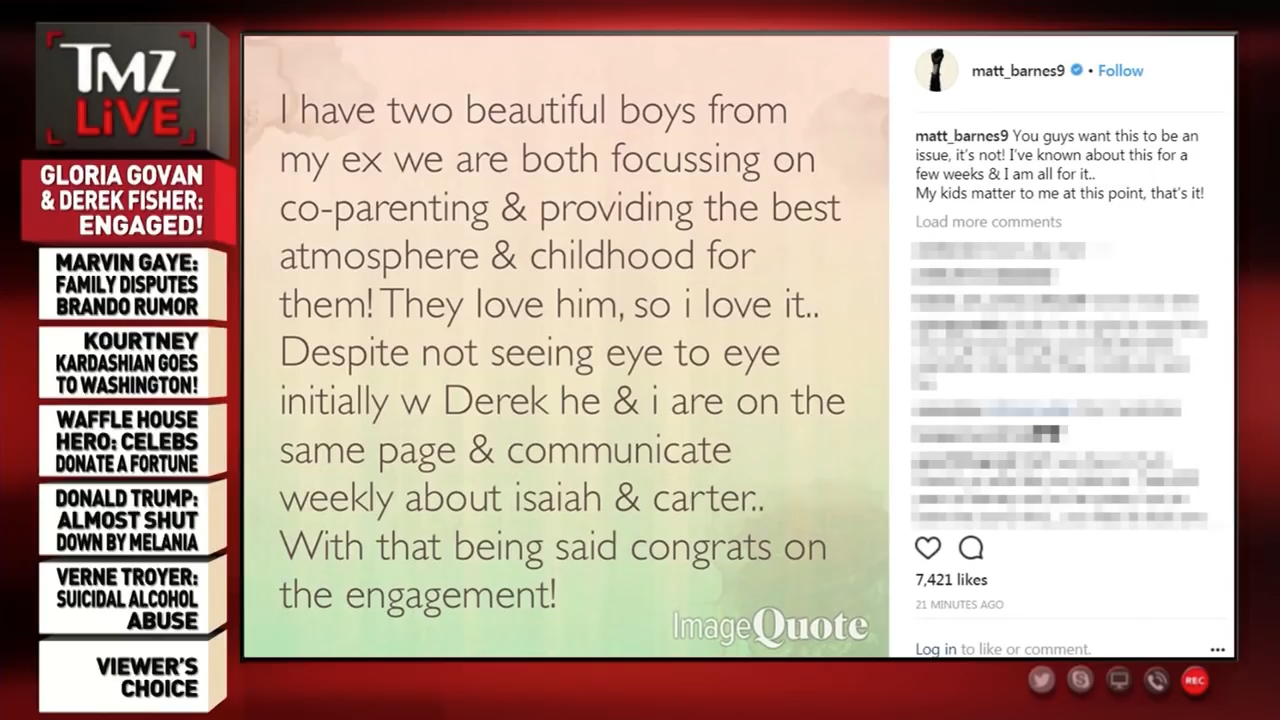 TMZ
LiVE
GLORIA GOVAN
& DEREK FISHER:
ENGAGED!
MARVIN GAYE:
FAMILY DISPUTES
BRANDO RUMOR
KOURTNEY
KARDASHIAN GOES
TO WASHINGTON!
WAFFLE HOUSE
HERO: CELEBS
DONATE A FORTUNE
DONALD TRUMP:
ALMOST SHUT
DOWN BY MELANIA
VERNE TROYER:
SUICIDAL ALCOHOL
ABUSE
VIEWER'S
CHOICE
I have two beautiful boys from
my ex we are both focussing on
co-parenting & providing the best
atmosphere & childhood for
them! They love him, so i love it..
Despite not seeing eye to eye
initially w Derek he & i are on the
same page & communicate
weekly about isaiah & carter..
With that being said congrats on
the engagement!
ImageQuote
matt_barnes9 • Follow
matt_barnes9 You guys want this to be an
issue, it's not! I've known about this for a
few weeks & I am all for it..
My kids matter to me at this point, that's it!
Load more comments
7,421 likes
21 MINUTES AGO
Log in to like or comment.
REC